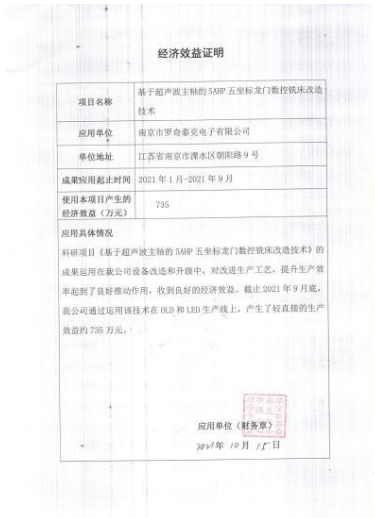 经济效益证明
项目名称
基于超声波主轴的5AHP五坐标龙门数控铣床改造
技术
应用单位
南京市罗奇泰克电子有限公司
单位地址
江苏省南京市溧水区朝阳路9号
成果应用起止时间
2021年1月-2021年9月
使用本项目产生的
经济效益（万元）
735
应用具体情况
科研项目《基于超声波主轴的5AHP五坐标龙门数控铣床改造技术》的
成果运用在我公司设备改造和升级中，对改进生产工艺，提升生产效
率起到了良好推动作用，收到良好的经济效益。截止2021年9月底，
我公司通过运用该技术在OLD和LED生产线上，产生了较直接的生产
效益约735万元。
应用单位（财务章）
2021年10月15日